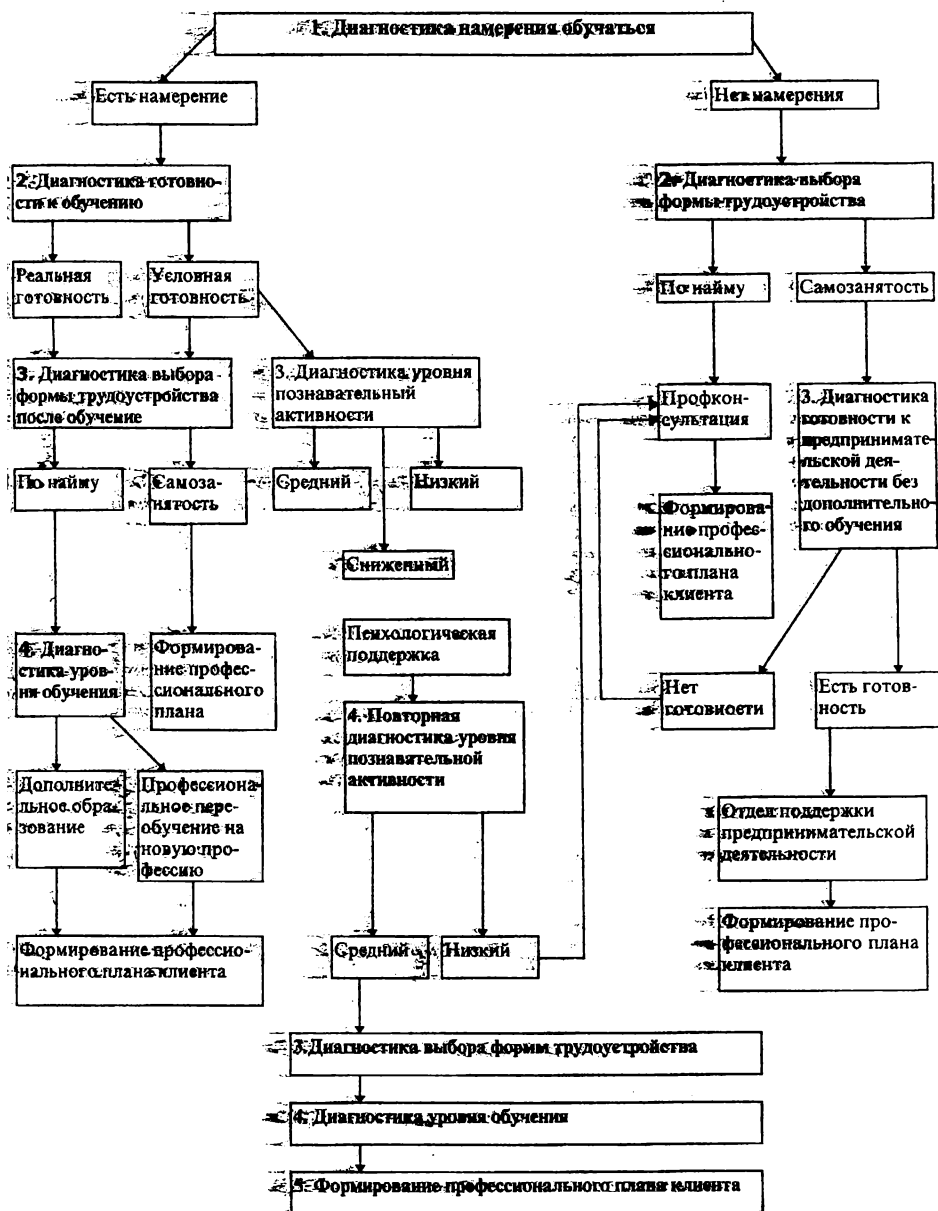 1. Диагностика намерения обучаться
Есть намерение
Нет намерения
2. Диагностика готовно-
сти к обучению
2. Диагностика выбора
формы трудоустройства
Реальная
готовность
Условная
готовность
По найму
Самозанятость
3. Диагностика выбора
формы трудоустройства
после обучение
3. Диагностика уровня
познавательный
активности
Профкон-
сультация
3. Диагностика
готовности к
предпринимате-
льской дея-
тельности без
дополнительно-
го обучения
По найму
Самоза-
нятость
Средний
Низкий
Сниженный
Формирова-
ние профес-
сионально-
го плана
клиента
4. Диагно-
стика уров-
ня обучения
Формирова-
ние профес-
сионального
плана
Психологическая
поддержка
4. Повторная
диагностика уровня
познавательной
активности
Нет
готовности
Есть готов-
ность
Дополните-
льное обра-
зование
Профессиона-
льное пере-
обучение на
новую про-
фессию
Отдел поддержки
предпринимательской
деятельности
Формирование професси-
онального плана клиента
Средний
Низкий
Формирование про-
фессионального плана
клиента
3. Диагностика выбора форим трудоустройства
4. Диагностика уровня обучения
5. Формирование профессионального плана клиента